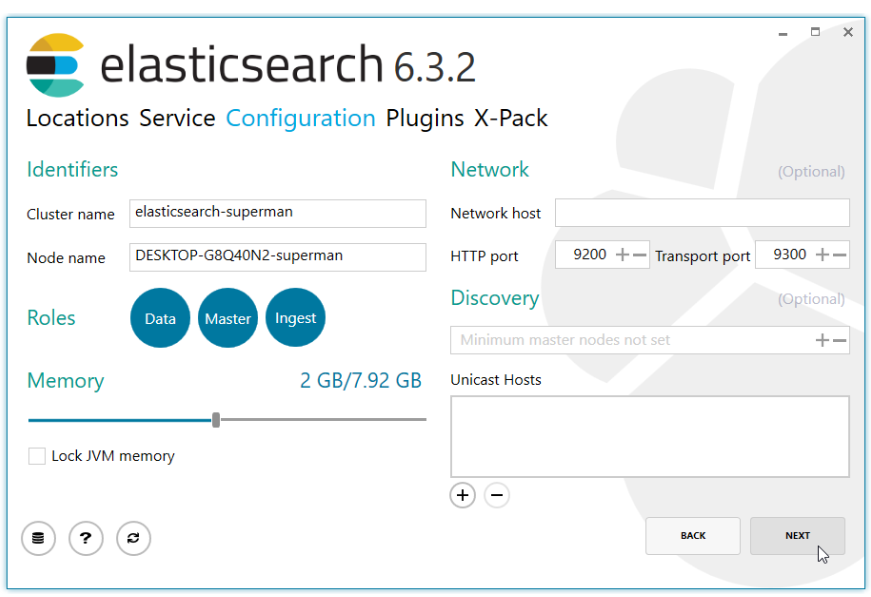 elasticsearch 6.3.2
Locations Service Configuration Plugins X-Pack
Identifiers
Cluster name elasticsearch-superman
Node name DESKTOP-G8Q40N2-superman
Roles Data Master Ingest
Memory 2 GB/7.92 GB
Lock JVM memory
Network (Optional)
Network host
HTTP port 9200 Transport port 9300
Discovery (Optional)
Minimum master nodes not set
Unicast Hosts
? BACK NEXT